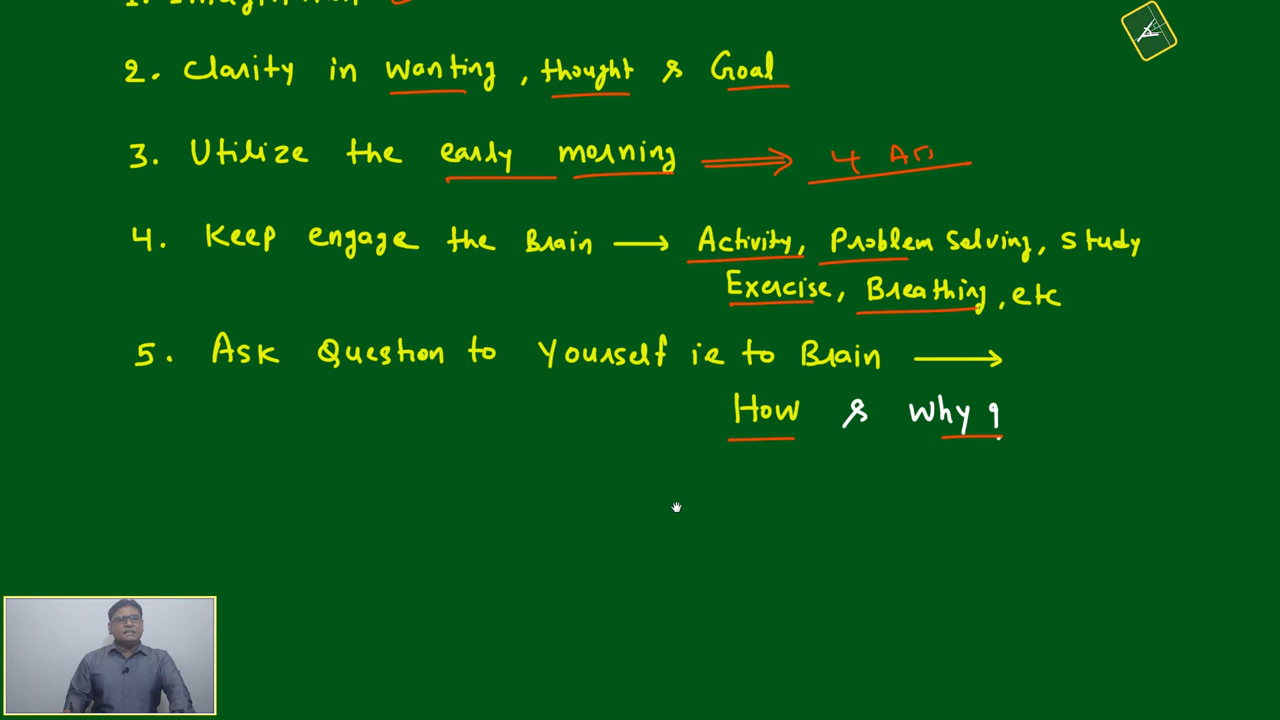 2. Clarity in wanting, thought & Goal
3. Utilize the early morning ⟹ 4 AM
4. Keep engage the Brain → Activity, Problem Solving, Study
Exercise, Breathing, etc
5. Ask Question to Yourself ie to Brain →
How & Why ?